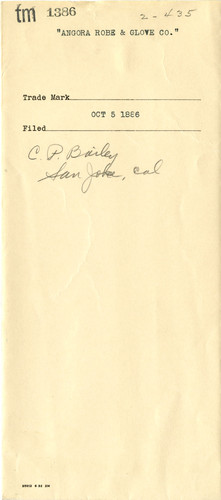 tm 1386 2-435
"ANGORA ROBE & GLOVE CO."
Trade Mark
OCT 5 1886
Filed
C. P. Bailey
San Jose, Cal